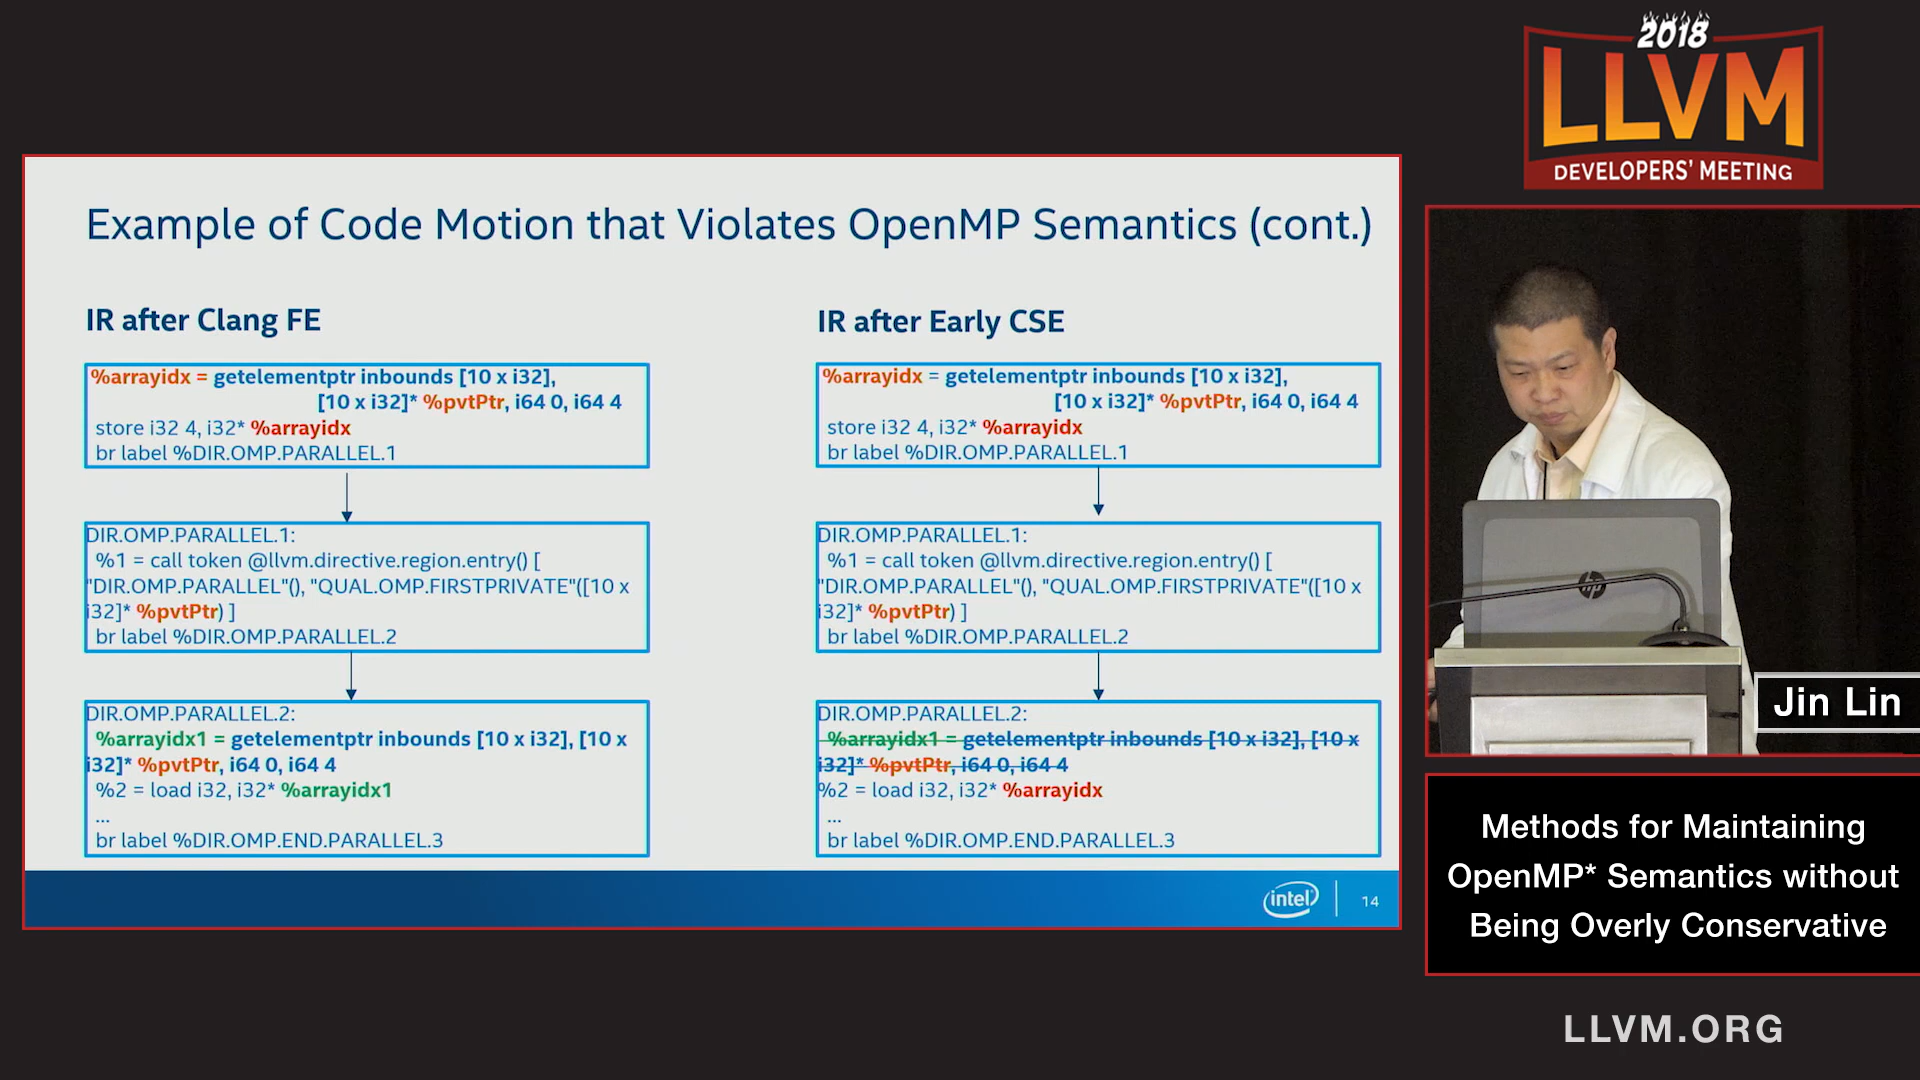 2018
LLVM
DEVELOPERS' MEETING
Example of Code Motion that Violates OpenMP Semantics (cont.)
IR after Clang FE
%arrayidx = getelementptr inbounds [10 x i32],
[10 x i32]* %pvtPtr, i64 0, i64 4
store i32 4, i32* %arrayidx
br label %DIR.OMP.PARALLEL.1
DIR.OMP.PARALLEL.1:
%1 = call token @llvm.directive.region.entry() [
"DIR.OMP.PARALLEL"(), "QUAL.OMP.FIRSTPRIVATE"([10 x
i32]* %pvtPtr) ]
br label %DIR.OMP.PARALLEL.2
DIR.OMP.PARALLEL.2:
%arrayidx1 = getelementptr inbounds [10 x i32], [10 x
i32]* %pvtPtr, i64 0, i64 4
%2 = load i32, i32* %arrayidx1
...
br label %DIR.OMP.END.PARALLEL.3
IR after Early CSE
%arrayidx = getelementptr inbounds [10 x i32],
[10 x i32]* %pvtPtr, i64 0, i64 4
store i32 4, i32* %arrayidx
br label %DIR.OMP.PARALLEL.1
DIR.OMP.PARALLEL.1:
%1 = call token @llvm.directive.region.entry() [
"DIR.OMP.PARALLEL"(), "QUAL.OMP.FIRSTPRIVATE"([10 x
i32]* %pvtPtr) ]
br label %DIR.OMP.PARALLEL.2
DIR.OMP.PARALLEL.2:
%arrayidx1 = getelementptr inbounds [10 x i32], [10 x
i32]* %pvtPtr, i64 0, i64 4
%2 = load i32, i32* %arrayidx
...
br label %DIR.OMP.END.PARALLEL.3
intel
14
hp
Jin Lin
Methods for Maintaining
OpenMP* Semantics without
Being Overly Conservative
LLVM.ORG